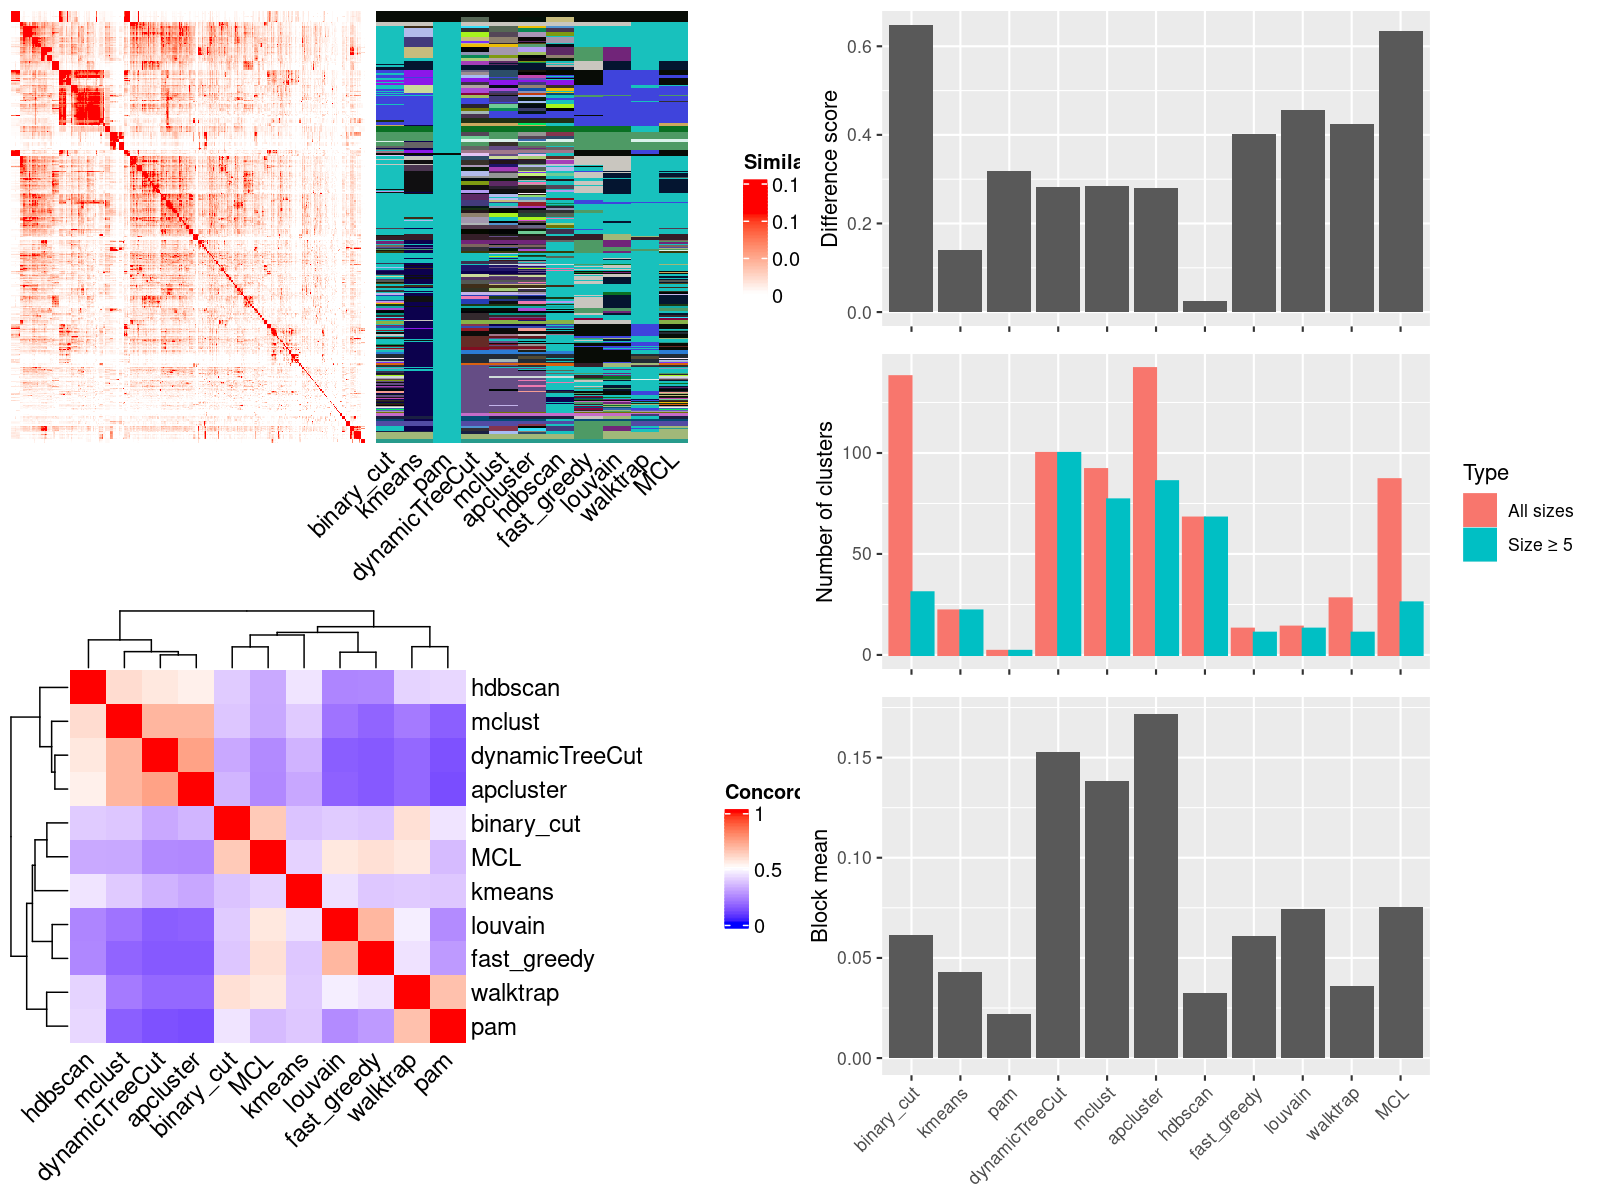 Simila
0.1
0.1
0.0
0
binary_cut
kmeans
pam
dynamicTreeCut
mclust
apcluster
hdbscan
fast_greedy
louvain
walktrap
MCL
hdbscan
mclust
dynamicTreeCut
apcluster
binary_cut
MCL
kmeans
louvain
fast_greedy
walktrap
pam
hdbscan
mclust
dynamicTreeCut
apcluster
binary_cut
MCL
kmeans
louvain
fast_greedy
walktrap
pam
Concord
1
0.5
0
Difference score
0.6
0.4
0.2
0.0
Number of clusters
100
50
0
Type
All sizes
Size ≥ 5
Block mean
0.15
0.10
0.05
0.00
binary_cut
kmeans
pam
dynamicTreeCut
mclust
apcluster
hdbscan
fast_greedy
louvain
walktrap
MCL